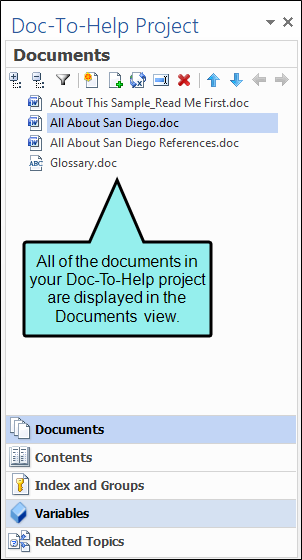 Doc-To-Help Project
Documents
About This Sample_Read Me First.doc
All About San Diego.doc
All About San Diego References.doc
ABC
Glossary.doc
All of the documents in
your Doc-To-Help project
are displayed in the
Documents view.
Documents
Contents
Index and Groups
Variables
Related Topics